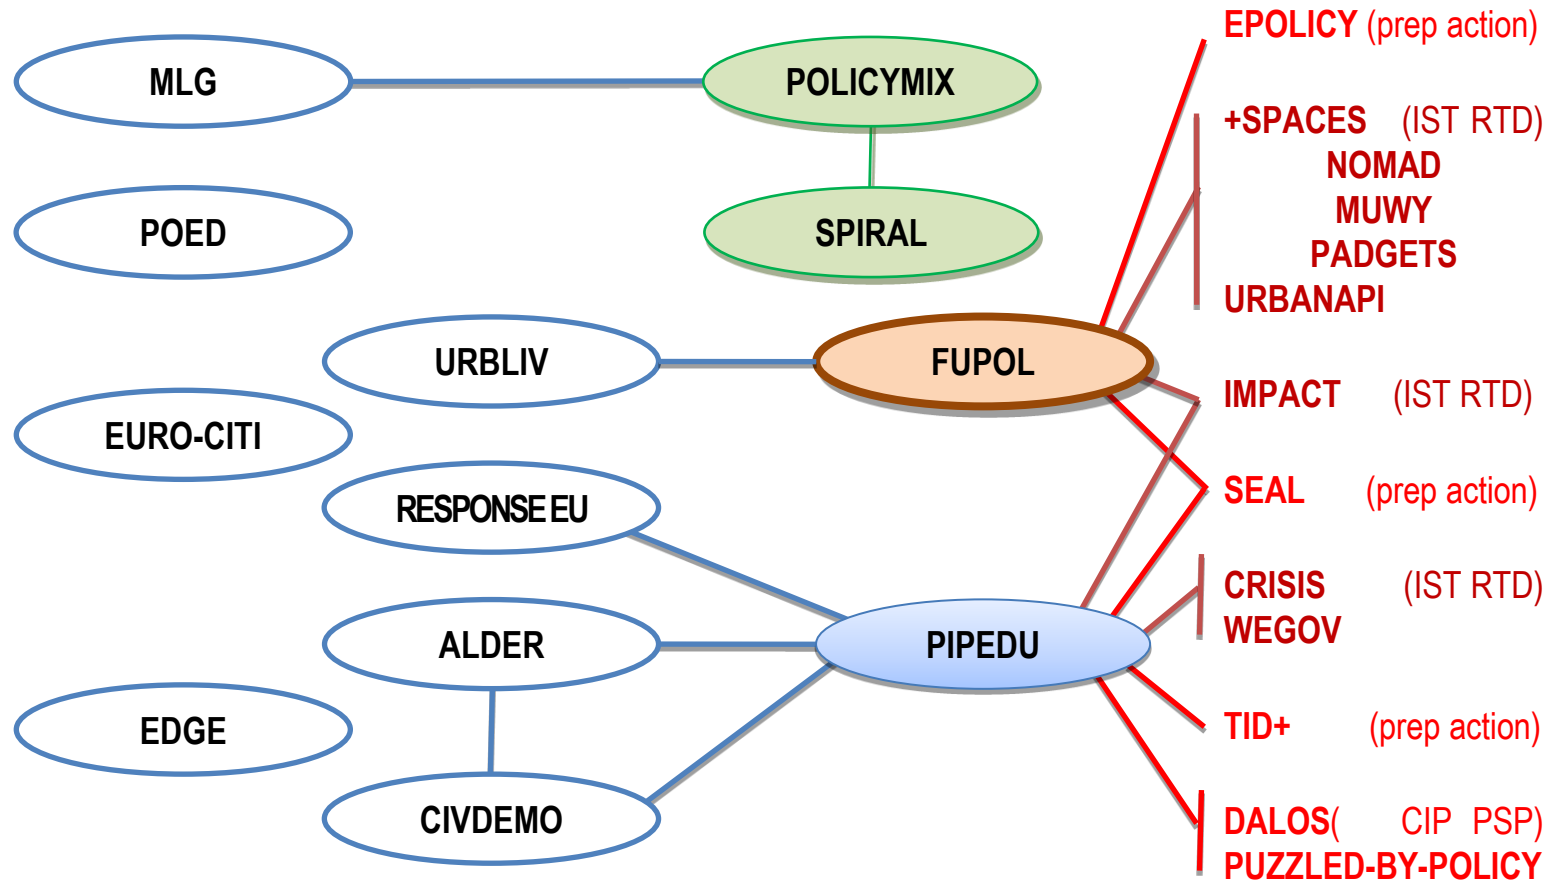 EPOLICY (prep action)
MLG
POLICYMIX
+SPACES (IST RTD)
NOMAD
MUWY
PADGETS
URBANAPI
POED
SPIRAL
URBLIV
FUPOL
IMPACT (IST RTD)
EURO-CITI
SEAL (prep action)
RESPONSE EU
CRISIS (IST RTD)
WEGOV
ALDER
PIPEDU
EDGE
TID+ (prep action)
CIVDEMO
DALOS( CIP PSP)
PUZZLED-BY-POLICY